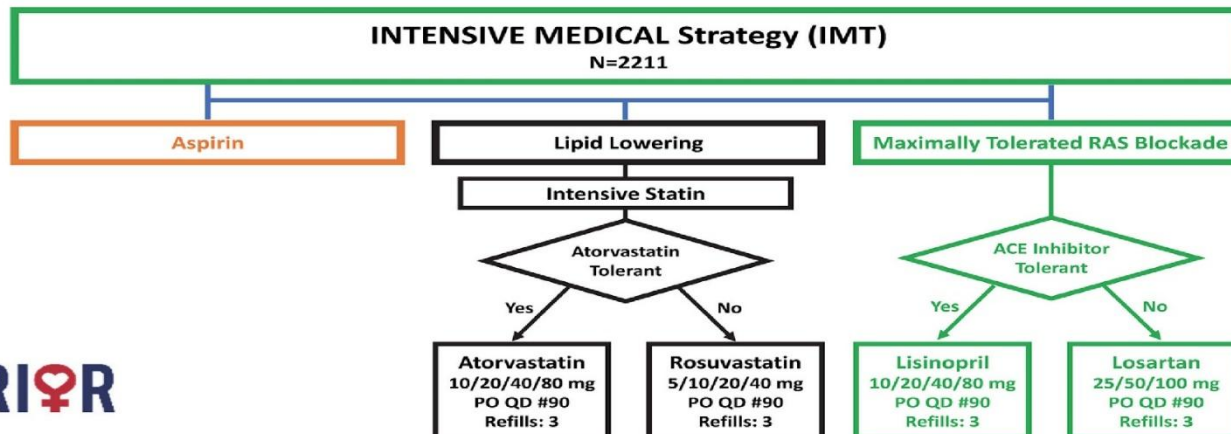 INTENSIVE MEDICAL Strategy (IMT)
N=2211
Aspirin
Lipid Lowering
Maximally Tolerated RAS Blockade
Intensive Statin
Atorvastatin
Tolerant
ACE Inhibitor
Tolerant
Yes
No
Yes
No
Atorvastatin
10/20/40/80 mg
PO QD #90
Refills: 3
Rosuvastatin
5/10/20/40 mg
PO QD #90
Refills: 3
Lisinopril
10/20/40/80 mg
PO QD #90
Refills: 3
Losartan
25/50/100 mg
PO QD #90
Refills: 3